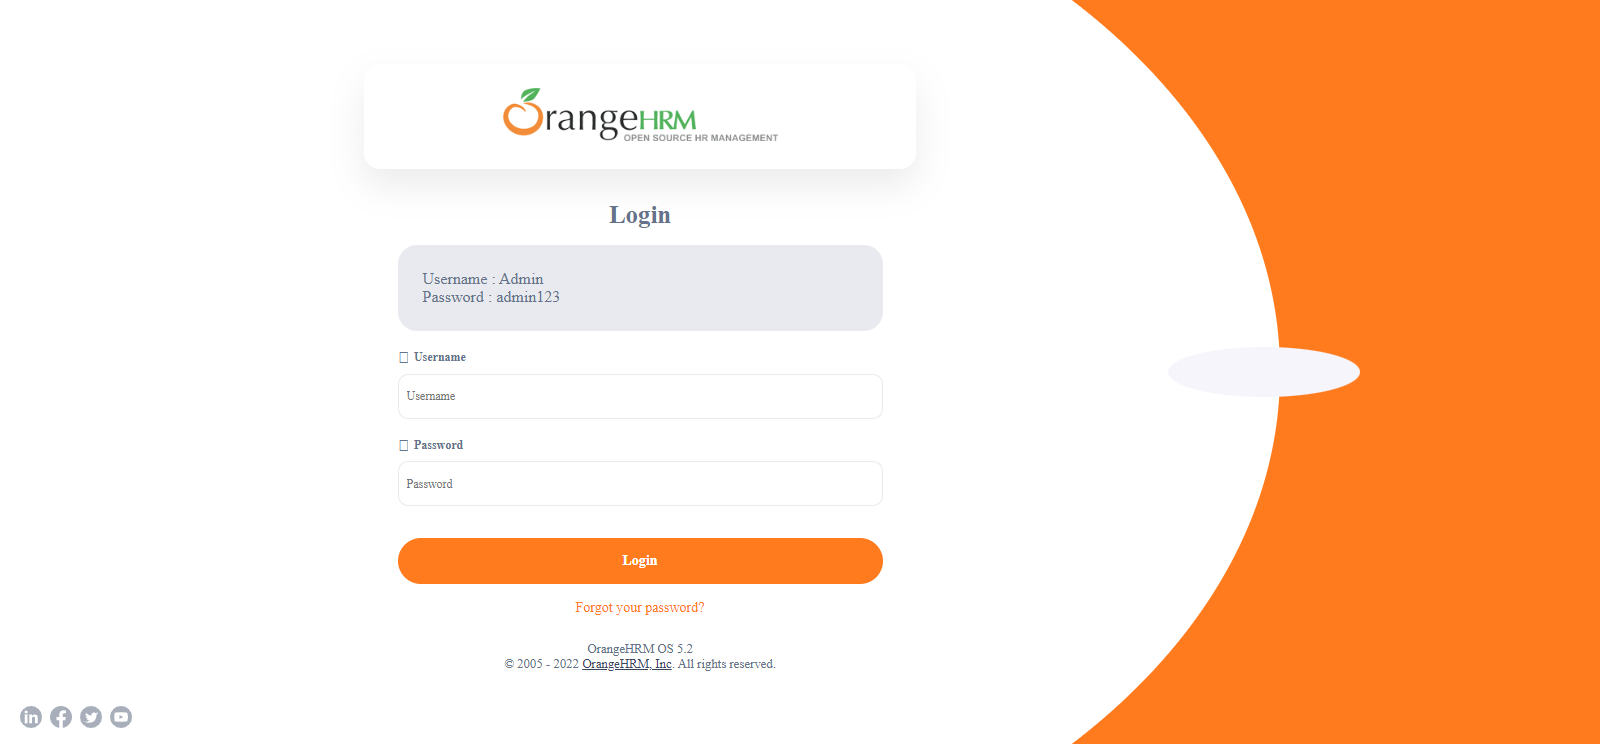 OrangeHRM
OPEN SOURCE HR MANAGEMENT
Login
Username : Admin
Password : admin123
Username
Username
Password
Password
Login
Forgot your password?
OrangeHRM OS 5.2
© 2005 - 2022 OrangeHRM, Inc. All rights reserved.
in